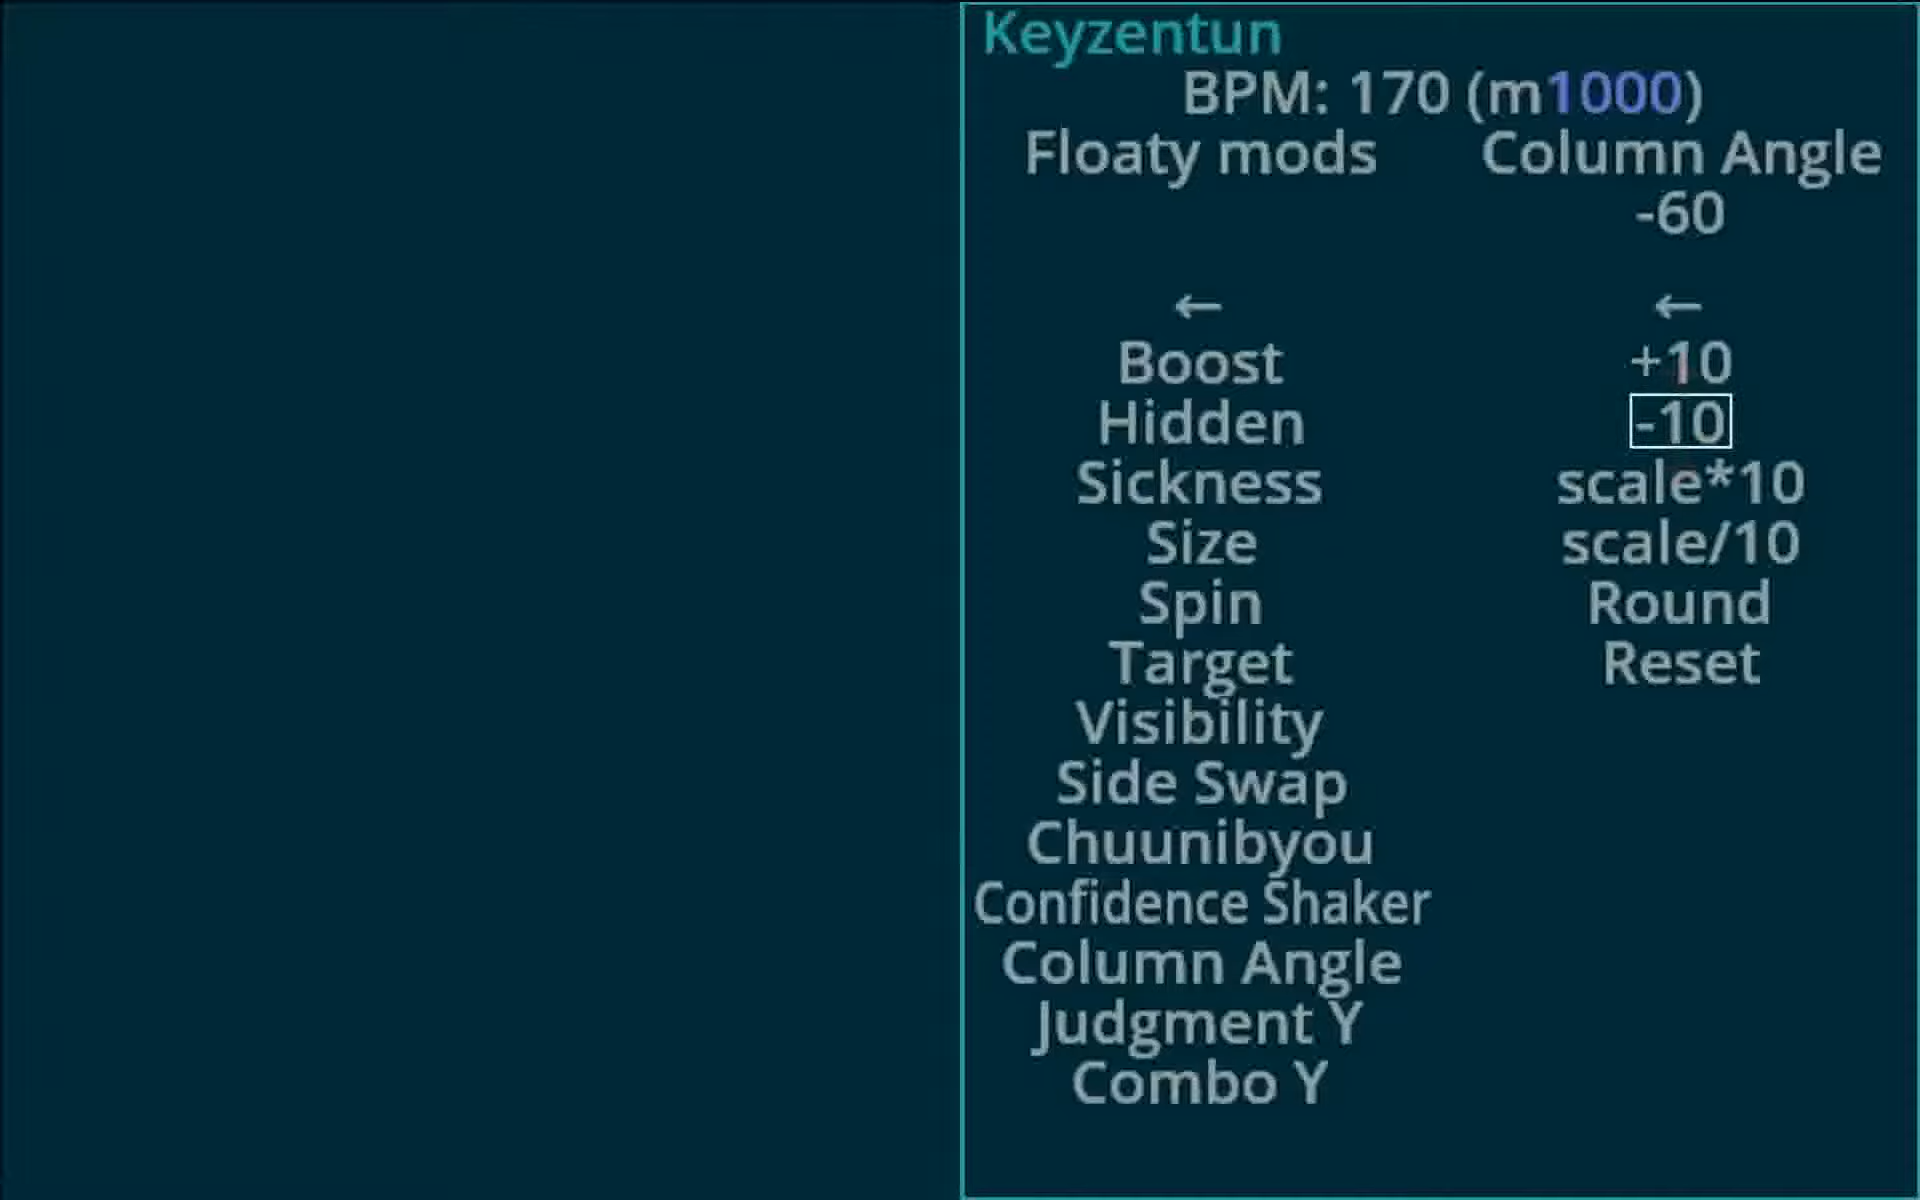 Keyzentun
BPM: 170 (m1000)
Floaty mods
←
Boost
Hidden
Sickness
Size
Spin
Target
Visibility
Side Swap
Chuunibyou
Confidence Shaker
Column Angle
Judgment Y
Combo Y
Column Angle
-60
←
+10
-10
scale*10
scale/10
Round
Reset